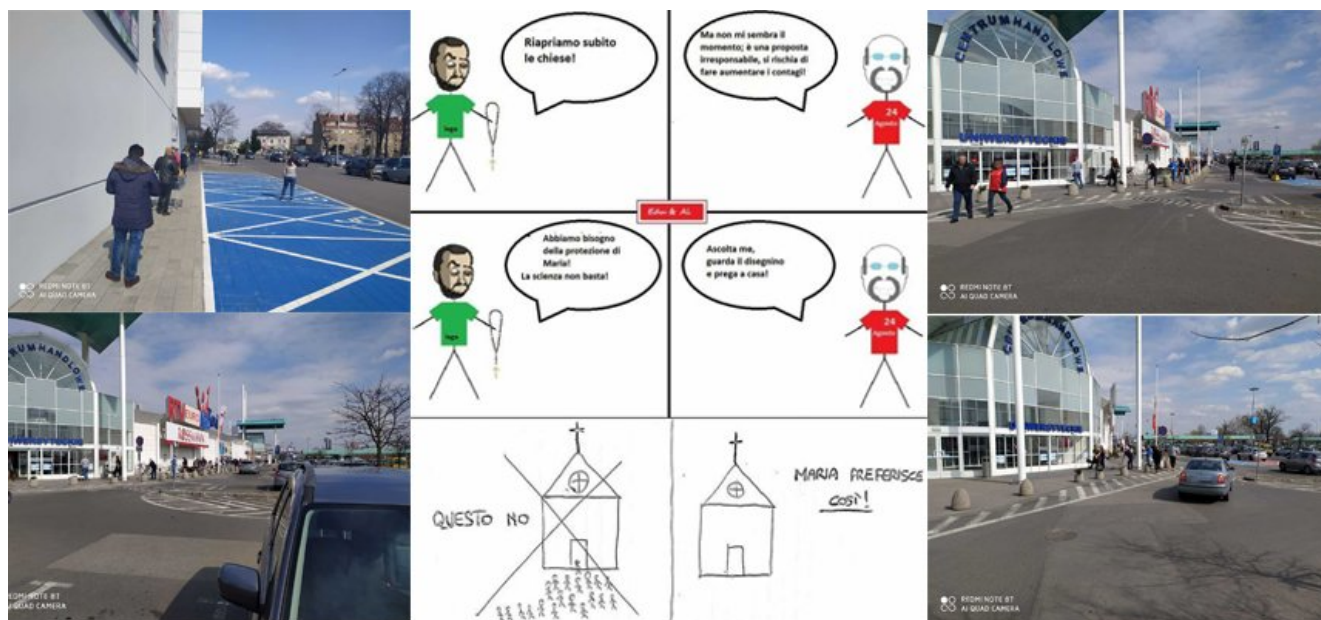 REDMI NOTE 8T
AI QUAD CAMERA
Riapriamo subito
le chiese!
lega
Ma non mi sembra il
momento; è una proposta
irresponsabile, si rischia di
fare aumentare i contagi!
24
Agosto
CENTRUM HANDLOWE
UNIWERSYTECKIE
REDMI NOTE 8T
AI QUAD CAMERA
Edm & Al
Abbiamo bisogno
della protezione di
Maria!
La scienza non basta!
lega
Ascolta me,
guarda il disegnino
e prega a casa!
24
Agosto
REDMI NOTE 8T
AI QUAD CAMERA
QUESTO NO
MARIA PREFERISCE
COSÌ!
REDMI NOTE 8T
AI QUAD CAMERA